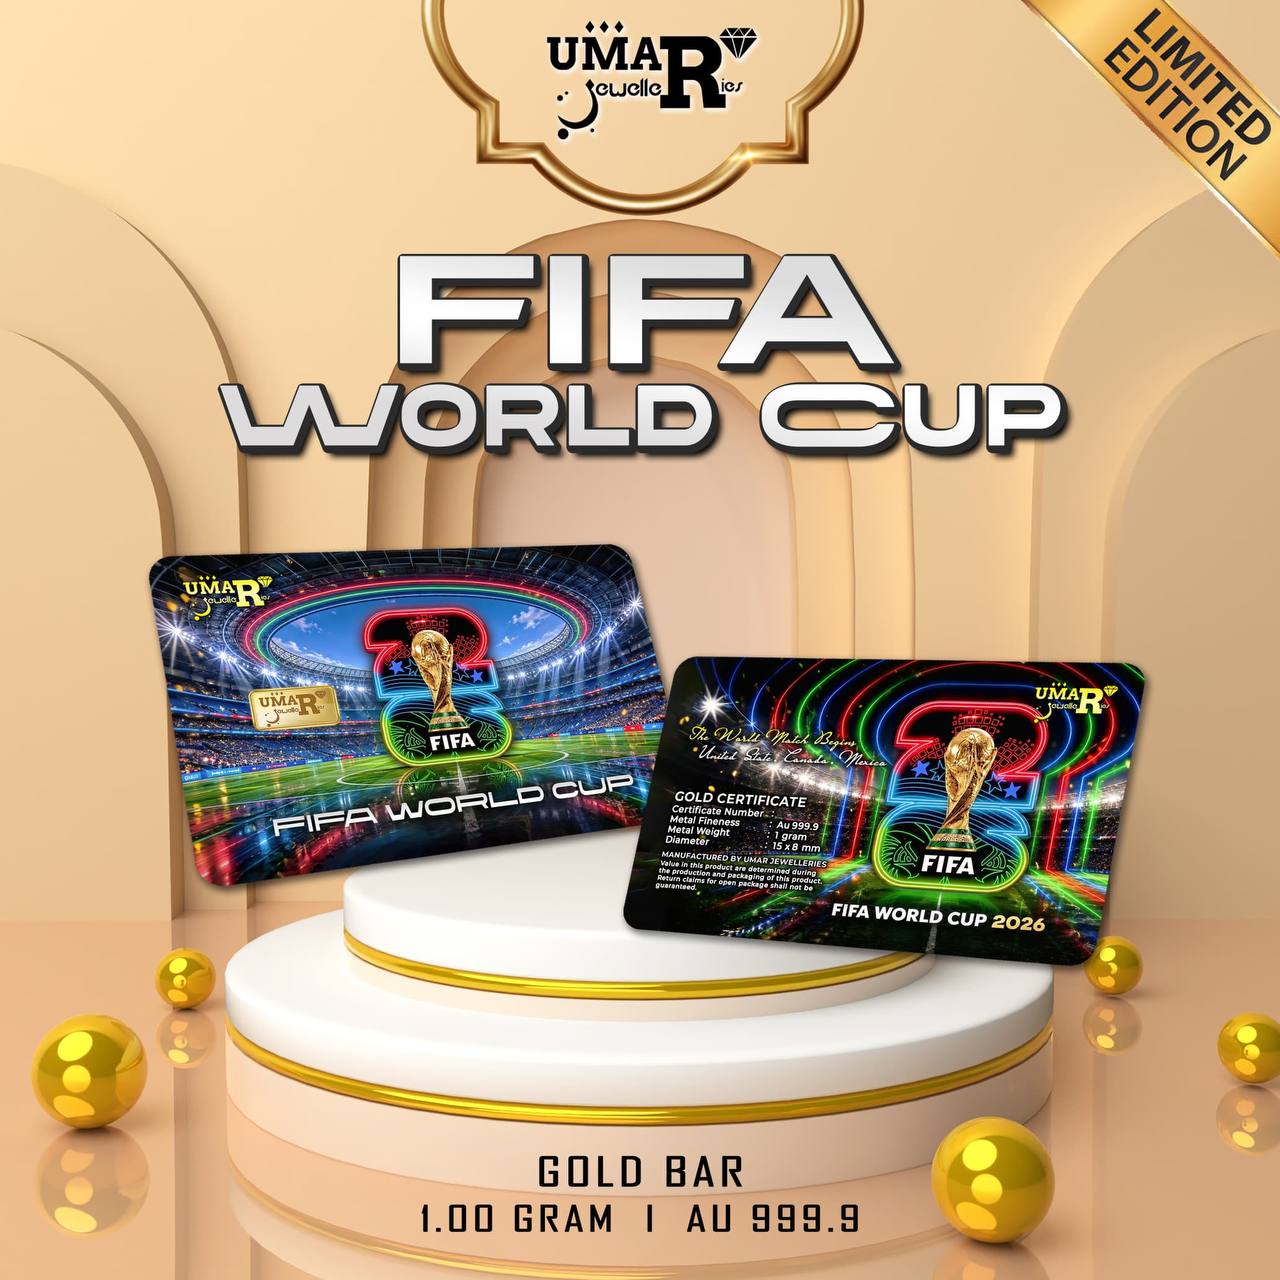 UMAR
Jewelleries
LIMITED
EDITION
FIFA
WORLD CUP
UMAR
Jewelleries
UMAR
Jewelleries
FIFA
FIFA WORLD CUP
UMAR
Jewelleries
The World Match Begins
United State, Canada, Mexico
GOLD CERTIFICATE
Certificate Number :
Metal Fineness : Au 999.9
Metal Weight : 1 gram
Diameter : 15 x 8 mm
MANUFACTURED BY UMAR JEWELLERIES
Value in this product are determined during
the production and packaging of this product.
Return claims for open package shall not be
guaranteed.
FIFA
FIFA WORLD CUP 2026
GOLD BAR
1.00 GRAM | AU 999.9